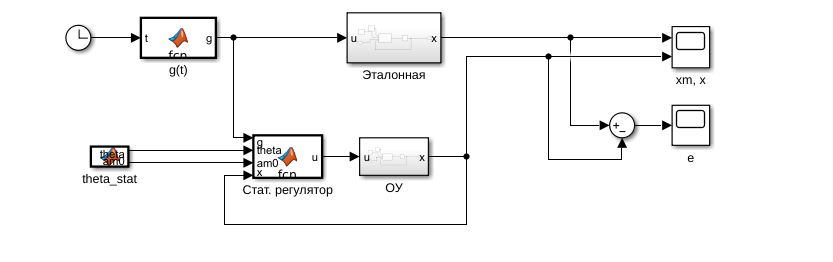 t
fcn
g
g(t)
u
x
Эталонная
xm, x
+
_
e
theta
am0
theta_stat
g
theta
am0
x
fcn
u
Стат. регулятор
u
x
ОУ